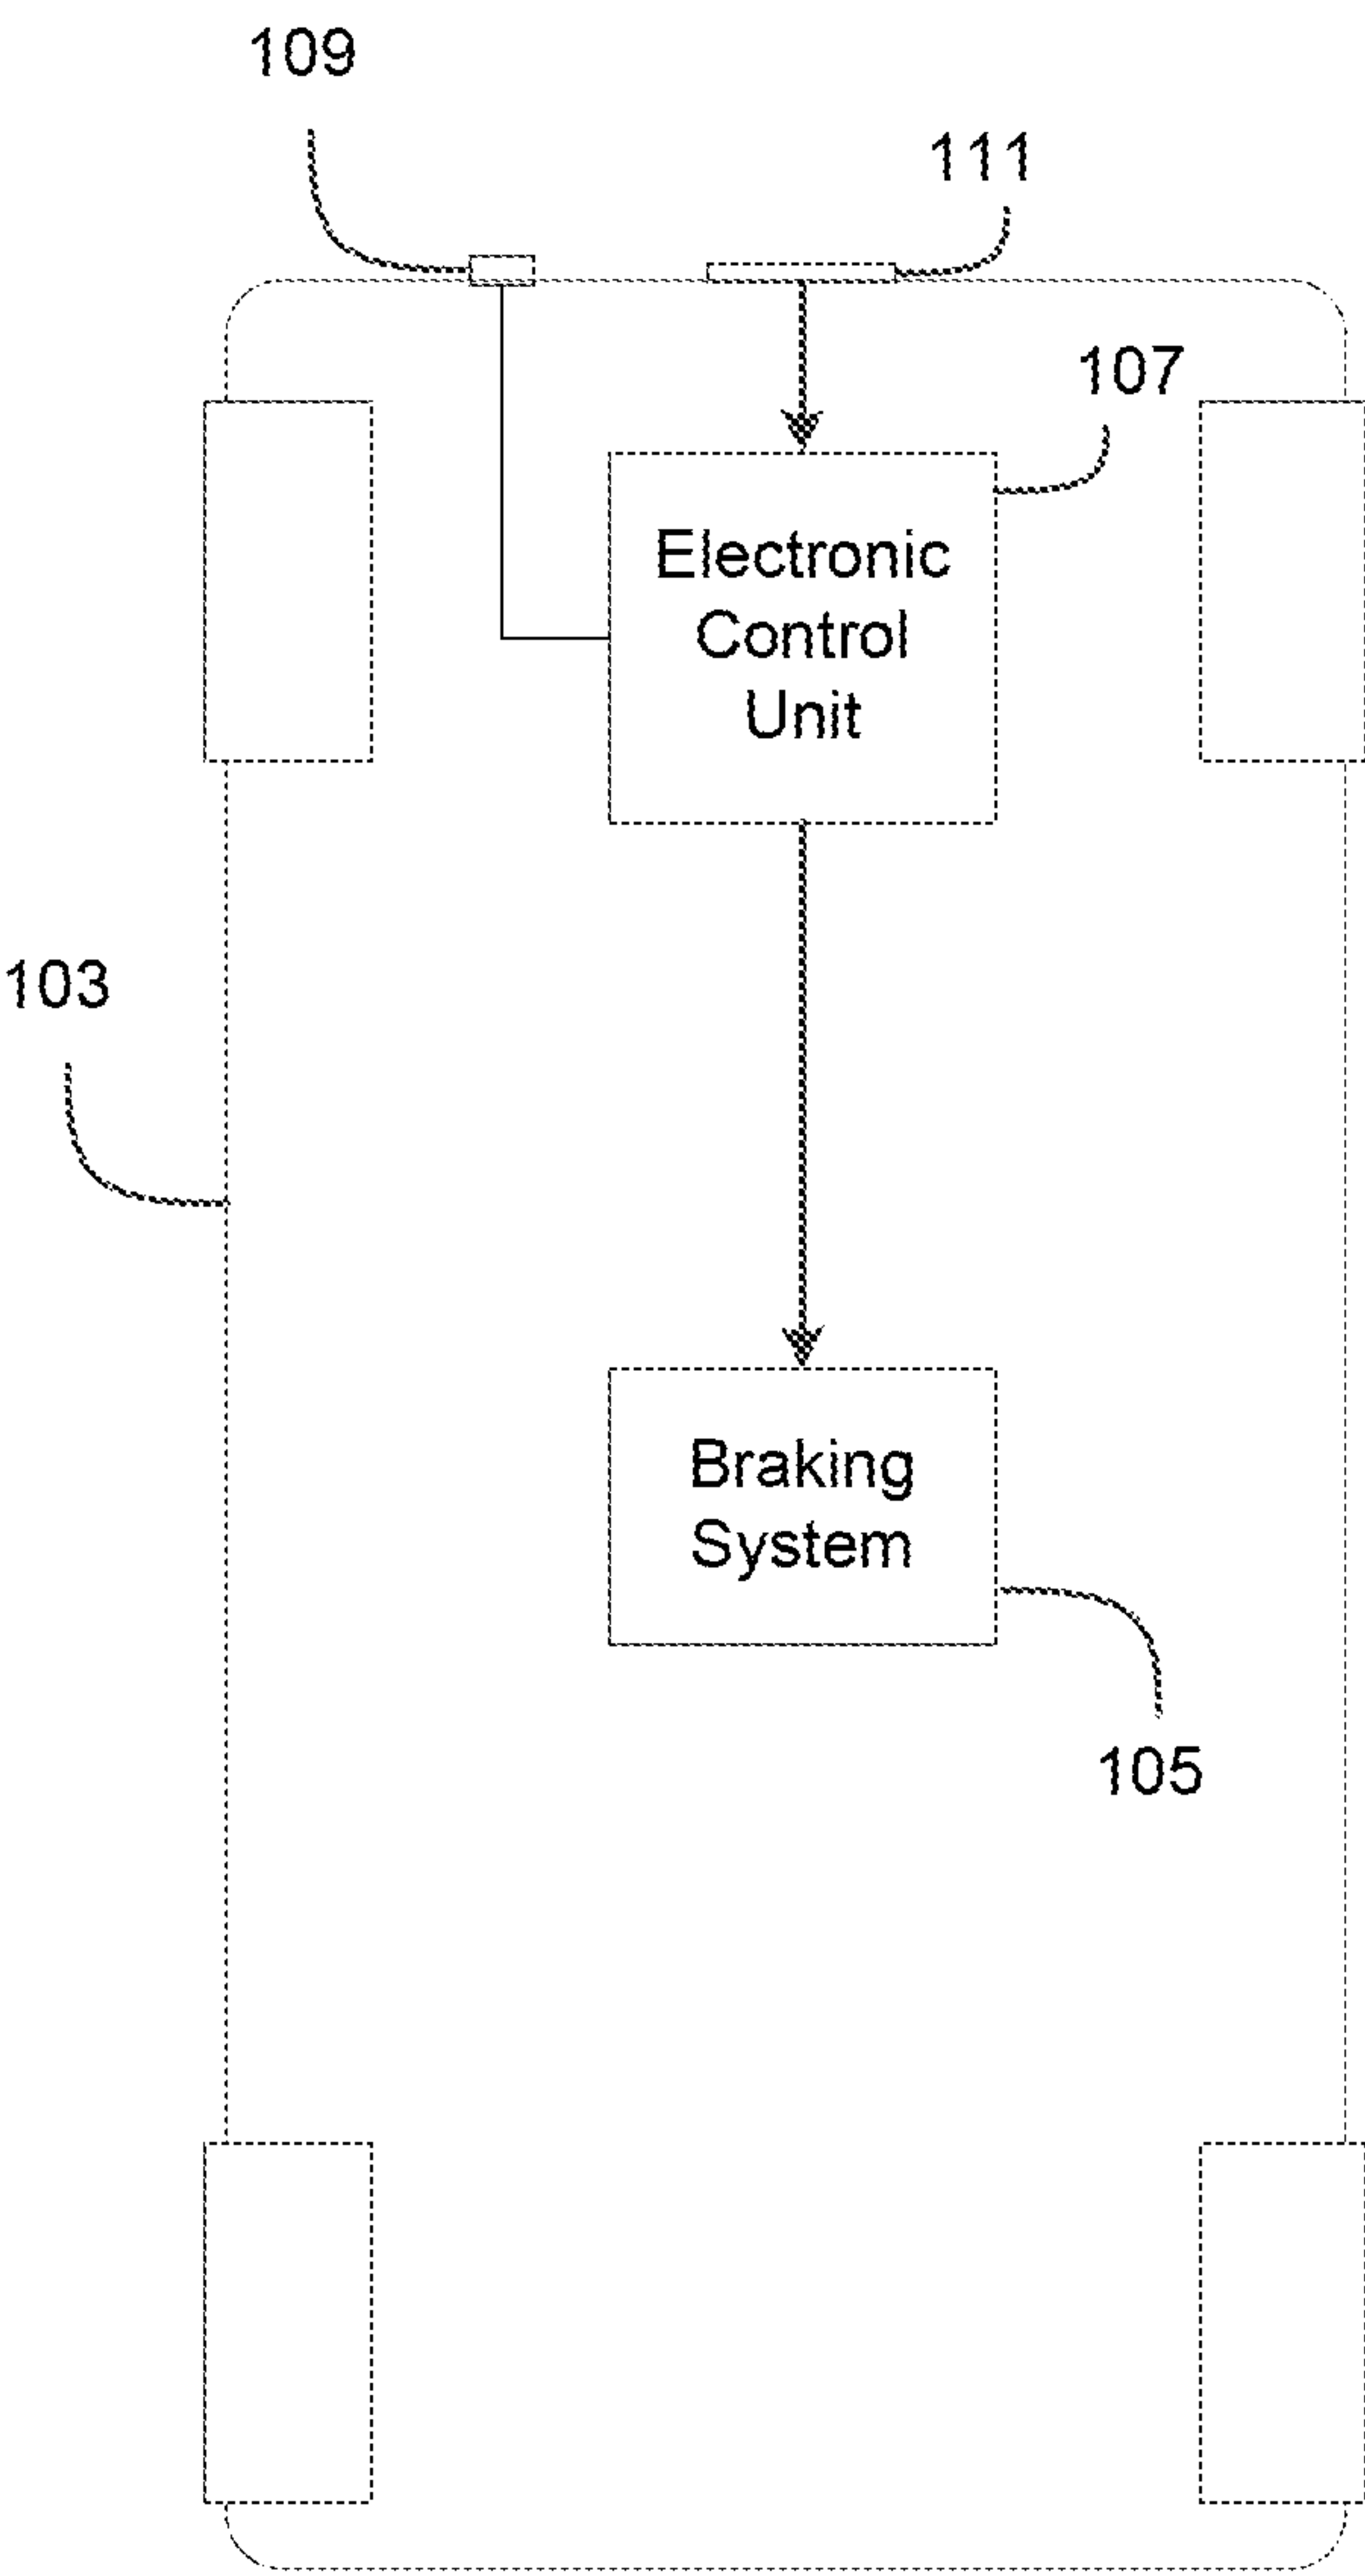 109
111
107
Electronic
Control
Unit
103
Braking
System
105